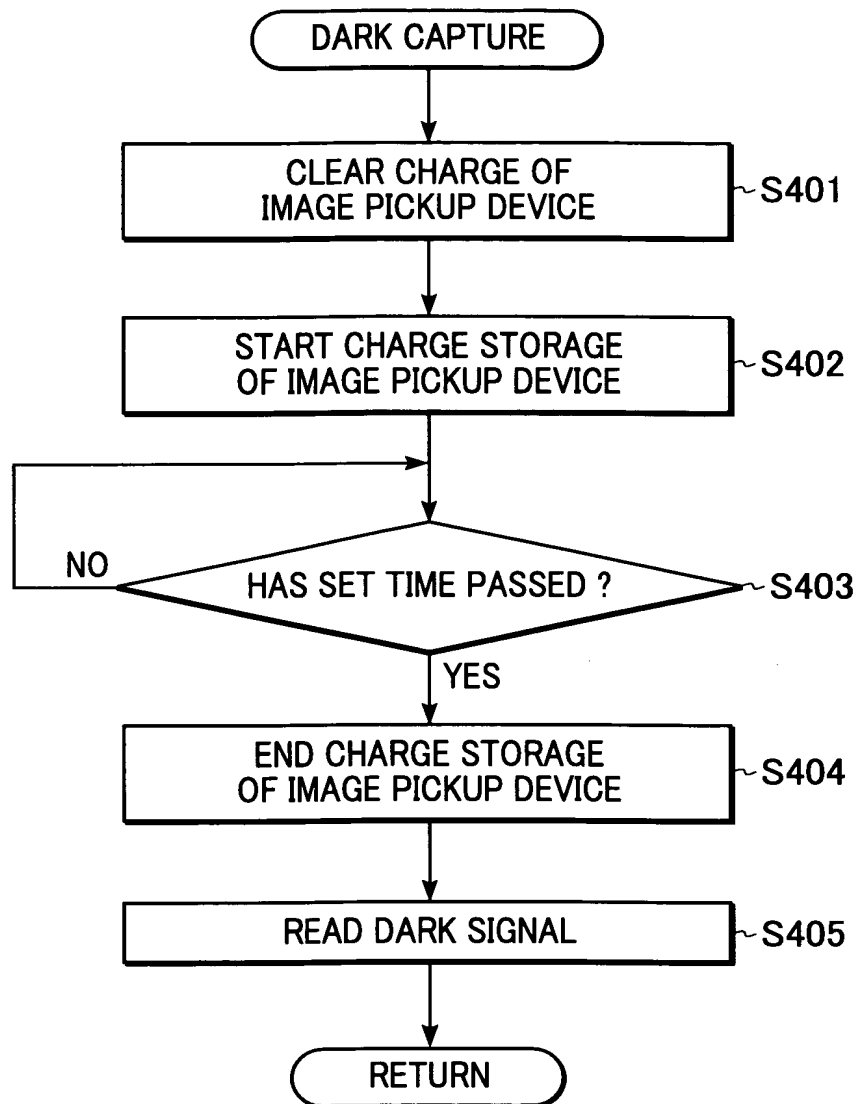 DARK CAPTURE
CLEAR CHARGE OF
IMAGE PICKUP DEVICE
S401
START CHARGE STORAGE
OF IMAGE PICKUP DEVICE
S402
NO
HAS SET TIME PASSED ?
S403
YES
END CHARGE STORAGE
OF IMAGE PICKUP DEVICE
S404
READ DARK SIGNAL
S405
RETURN